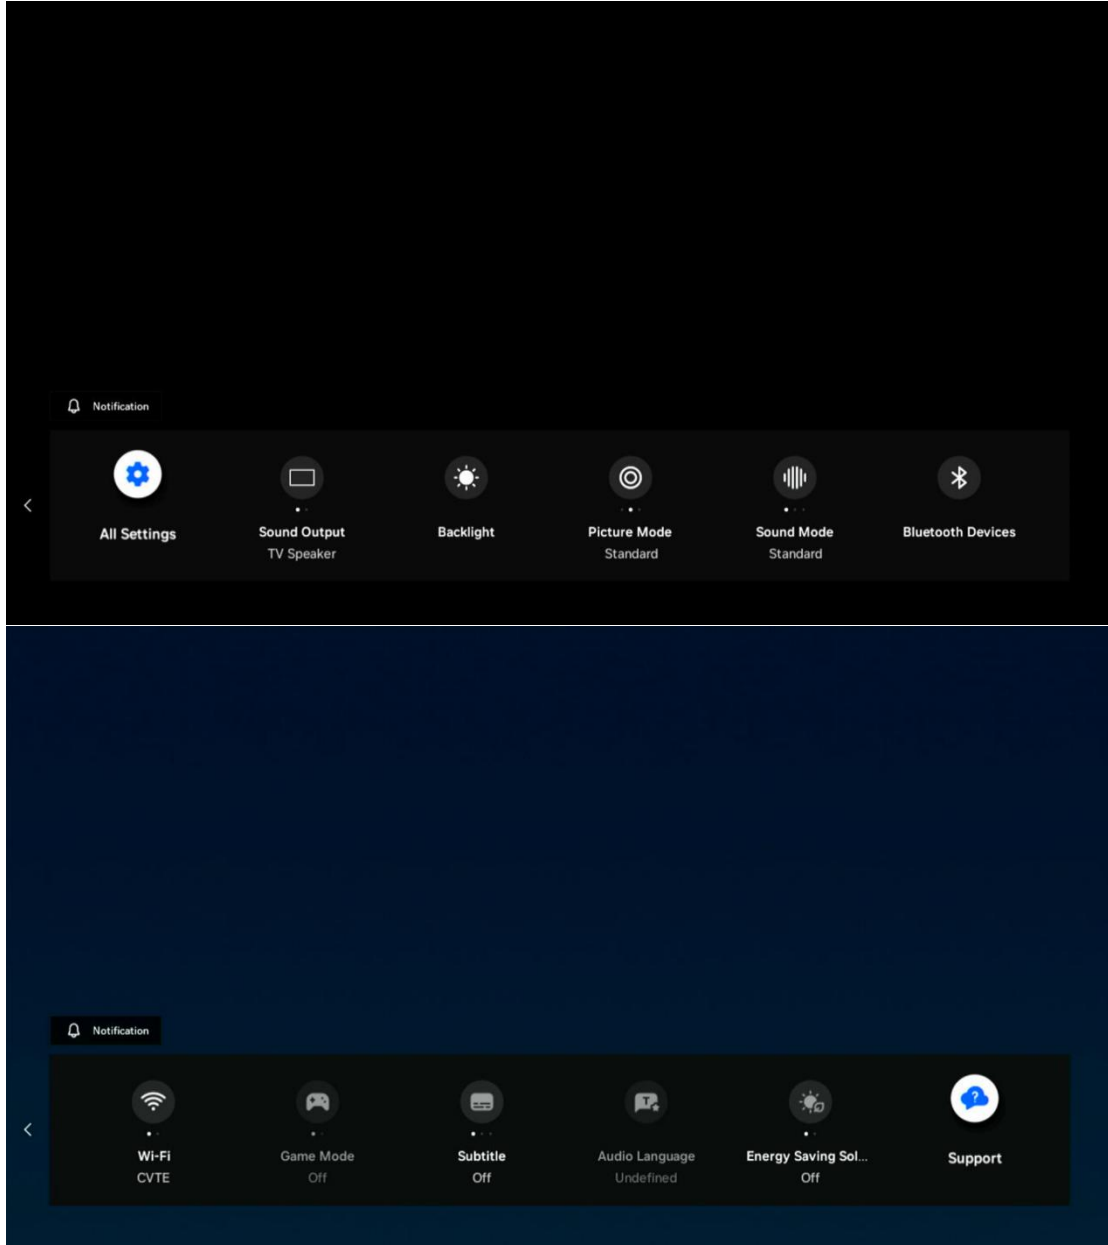 Notification
All Settings
Sound Output
TV Speaker
Backlight
Picture Mode
Standard
Sound Mode
Standard
Bluetooth Devices
Notification
Wi-Fi
CVTE
Game Mode
Off
Subtitle
Off
Audio Language
Undefined
Energy Saving Sol...
Off
Support